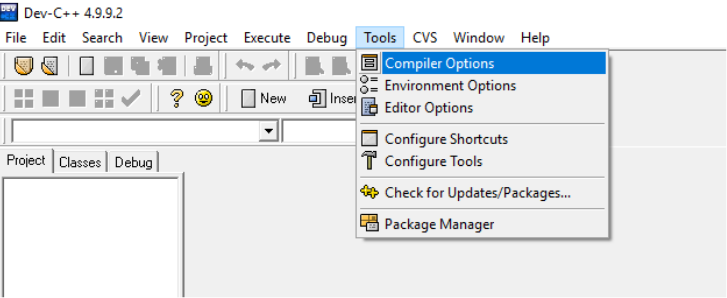 Dev-C++ 4.9.9.2
File Edit Search View Project Execute Debug Tools CVS Window Help
Compiler Options
Environment Options
Editor Options
New Inse
Configure Shortcuts
Configure Tools
Project Classes Debug
Check for Updates/Packages...
Package Manager